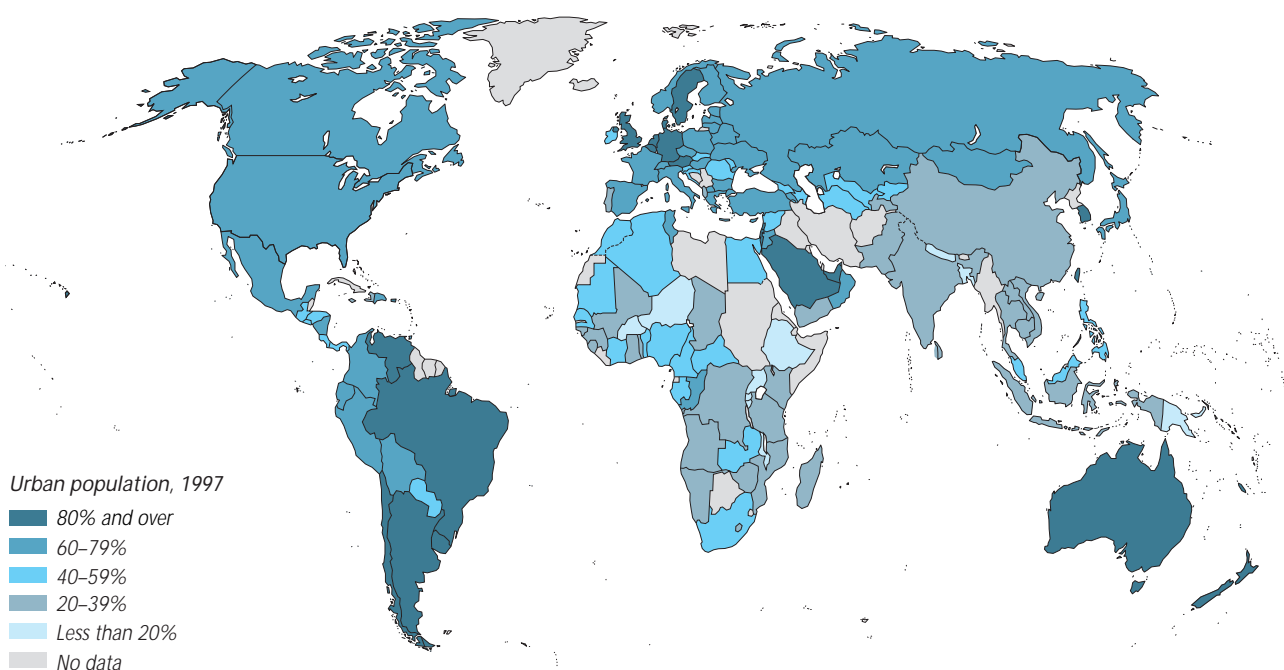 Urban population, 1997
80% and over
60–79%
40–59%
20–39%
Less than 20%
No data